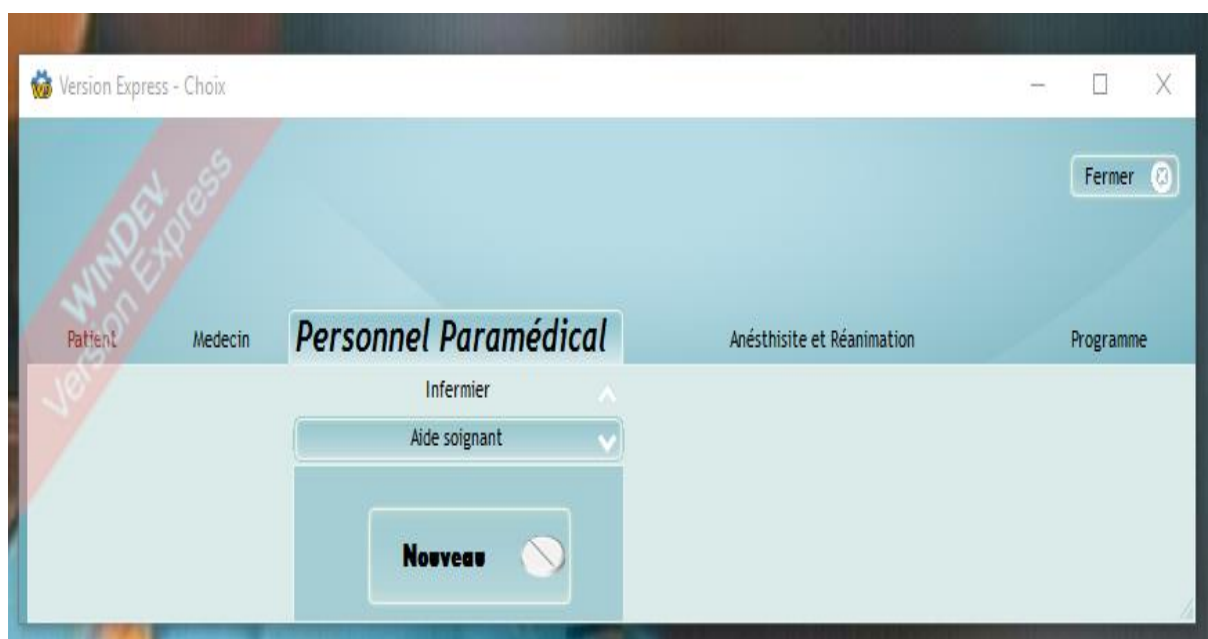 Version Express - Choix
Fermer
WINDEV
Version Express
Patient
Medecin
Personnel Paramédical
Anésthisite et Réanimation
Programme
Infermier
Aide soignant
Nouveau